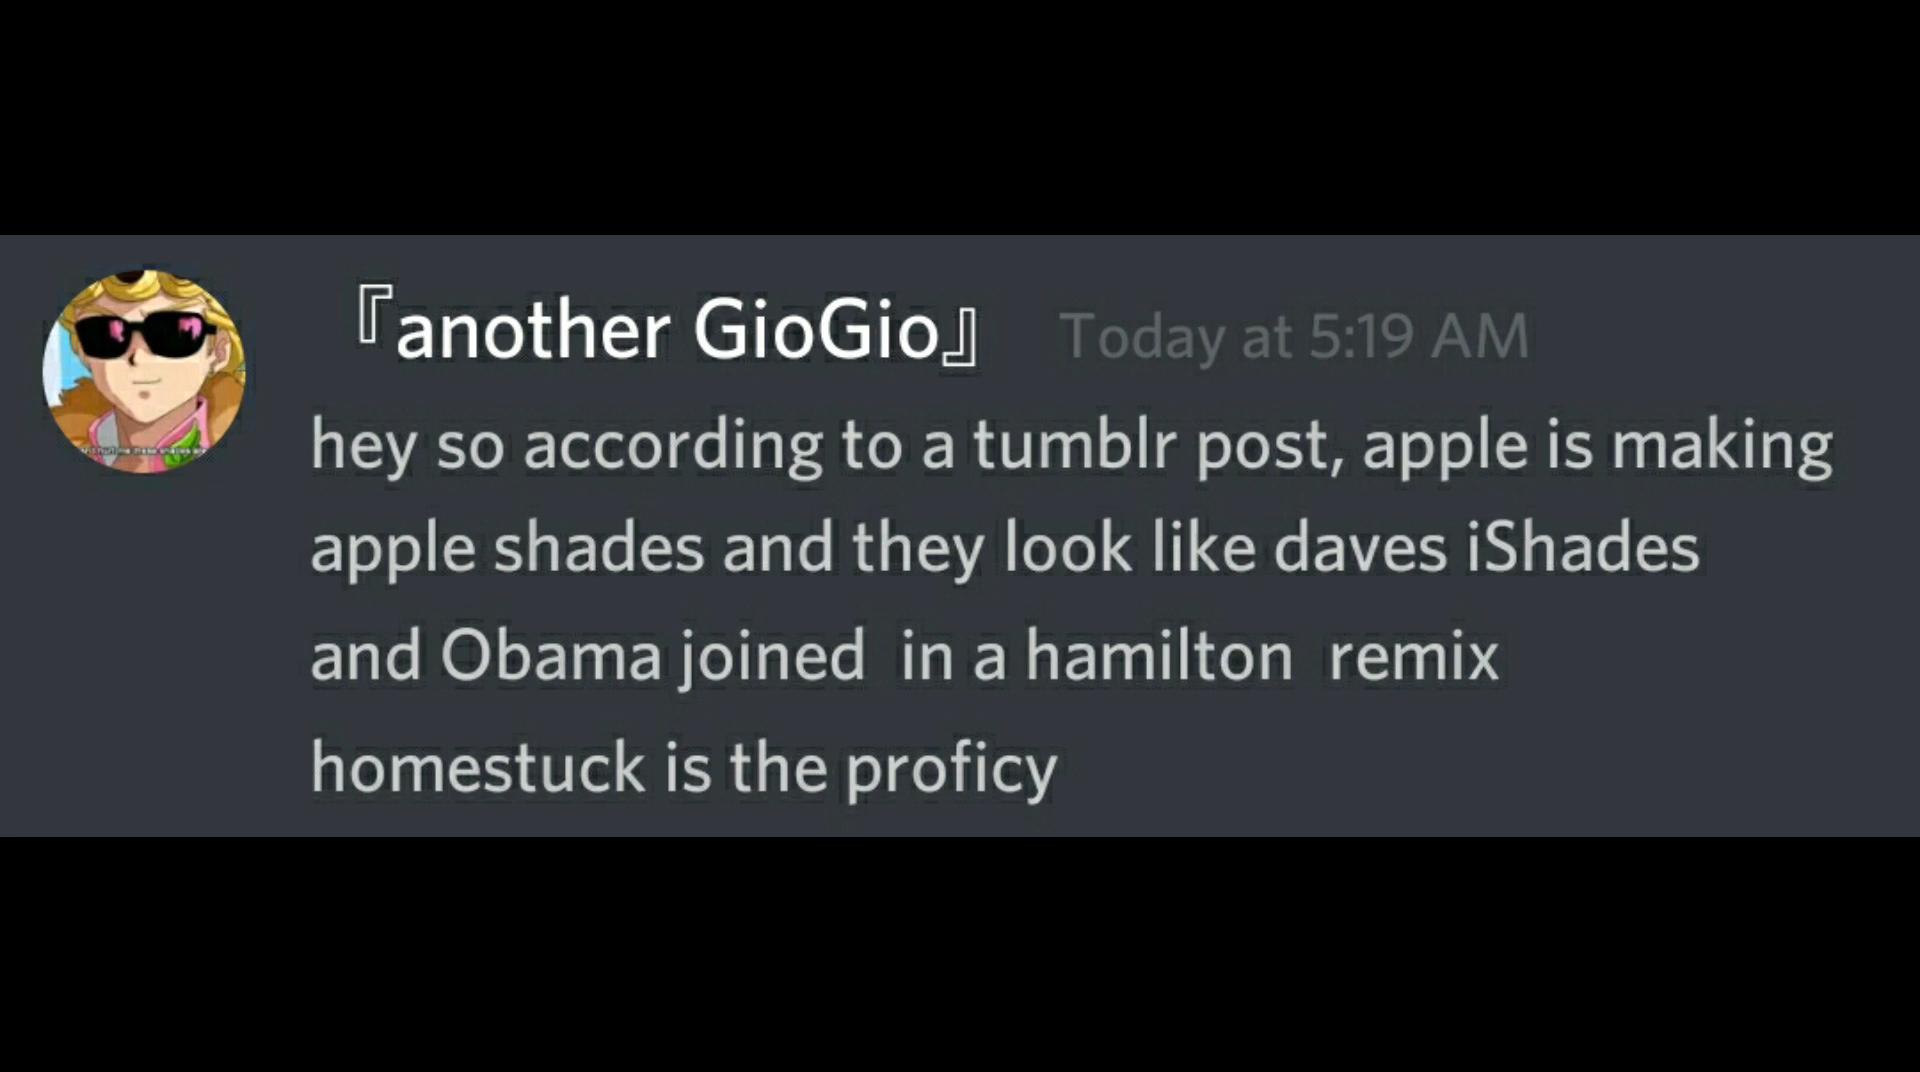 『another GioGio』 Today at 5:19 AM
hey so according to a tumblr post, apple is making
apple shades and they look like daves iShades
and Obama joined in a hamilton remix
homestuck is the proficy